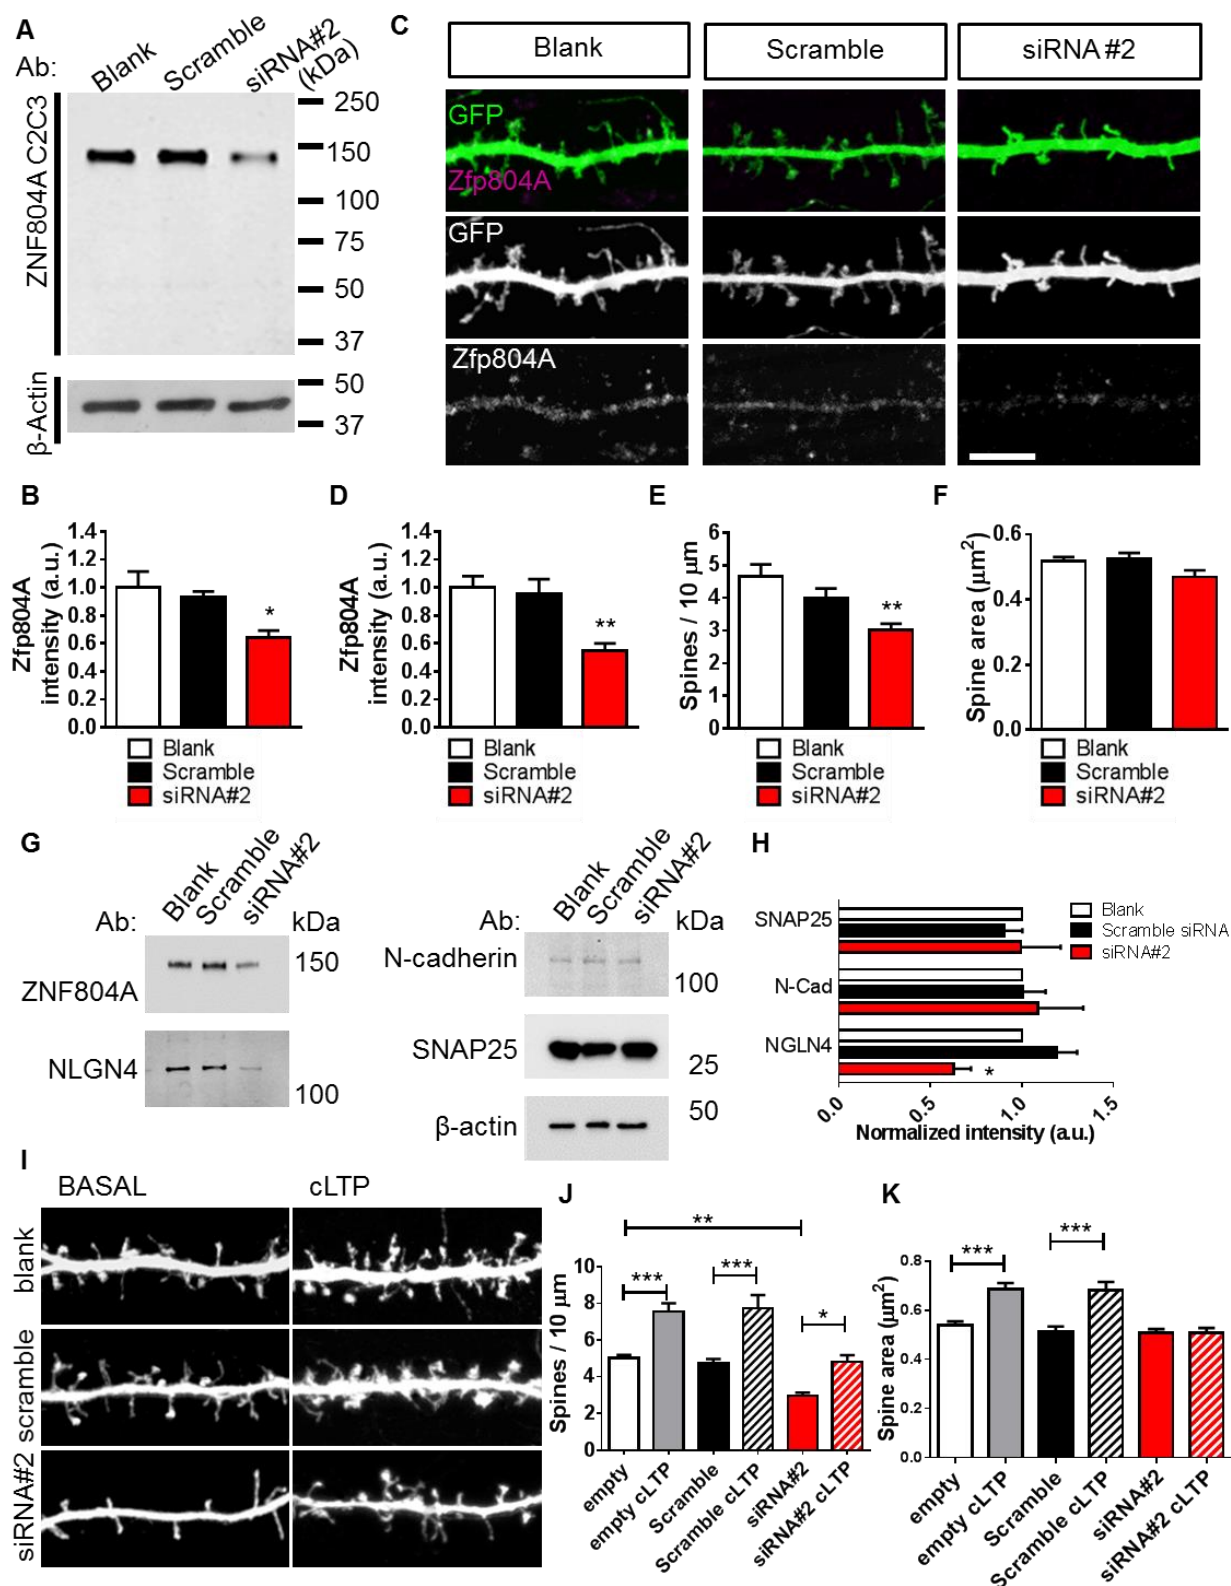 A
Ab:
Blank
Scramble
siRNA#2
(kDa)
ZNF804A C2C3
250
150
100
75
50
37
β-Actin
50
37
C
Blank
Scramble
siRNA #2
GFP
Zfp804A
GFP
Zfp804A
B
Zfp804A
intensity (a.u.)
1.4
1.2
1.0
0.8
0.6
0.4
0.2
0.0
*
Blank
Scramble
siRNA#2
D
Zfp804A
intensity (a.u.)
1.4
1.2
1.0
0.8
0.6
0.4
0.2
0.0
**
Blank
Scramble
siRNA#2
E
Spines / 10 μm
6
5
4
3
2
1
0
**
Blank
Scramble
siRNA#2
F
Spine area (μm²)
0.6
0.4
0.2
0.0
Blank
Scramble
siRNA#2
G
Ab:
Blank
Scramble
siRNA#2
kDa
ZNF804A
150
NLGN4
100
Ab:
Blank
Scramble
siRNA#2
kDa
N-cadherin
100
SNAP25
25
β-actin
50
H
SNAP25
N-Cad
NGLN4
*
0.0
0.5
1.0
1.5
Normalized intensity (a.u.)
Blank
Scramble siRNA
siRNA#2
I
BASAL
cLTP
blank
scramble
siRNA#2
J
Spines / 10 μm
10
8
6
4
2
0
**
***
***
*
empty
empty cLTP
Scramble
Scramble cLTP
siRNA#2
siRNA#2 cLTP
K
Spine area (μm²)
0.8
0.6
0.4
0.2
0.0
***
***
empty
empty cLTP
Scramble
Scramble cLTP
siRNA#2
siRNA#2 cLTP